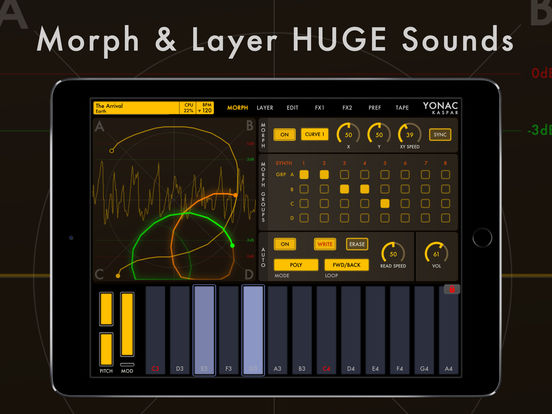 Morph & Layer HUGE Sounds
A
B
0dB
-3dB
The Arrival
Earth
CPU
22%
BPM
120
MORPH LAYER EDIT FX1 FX2 PREF TAPE
YONAC
KASPAR
A
B
C
D
MORPH
ON
CURVE 1
50
X
50
Y
39
XY SPEED
SYNC
MORPH GROUPS
SYNTH 1 2 3 4 5 6 7 8
GRP A
B
C
D
AUTO
ON
WRITE
ERASE
POLY
MODE
FWD/BACK
LOOP
50
READ SPEED
61
VOL
PITCH
MOD
C3 D3 E3 F3 G3 A3 B3 C4 D4 E4 F4 G4 A4